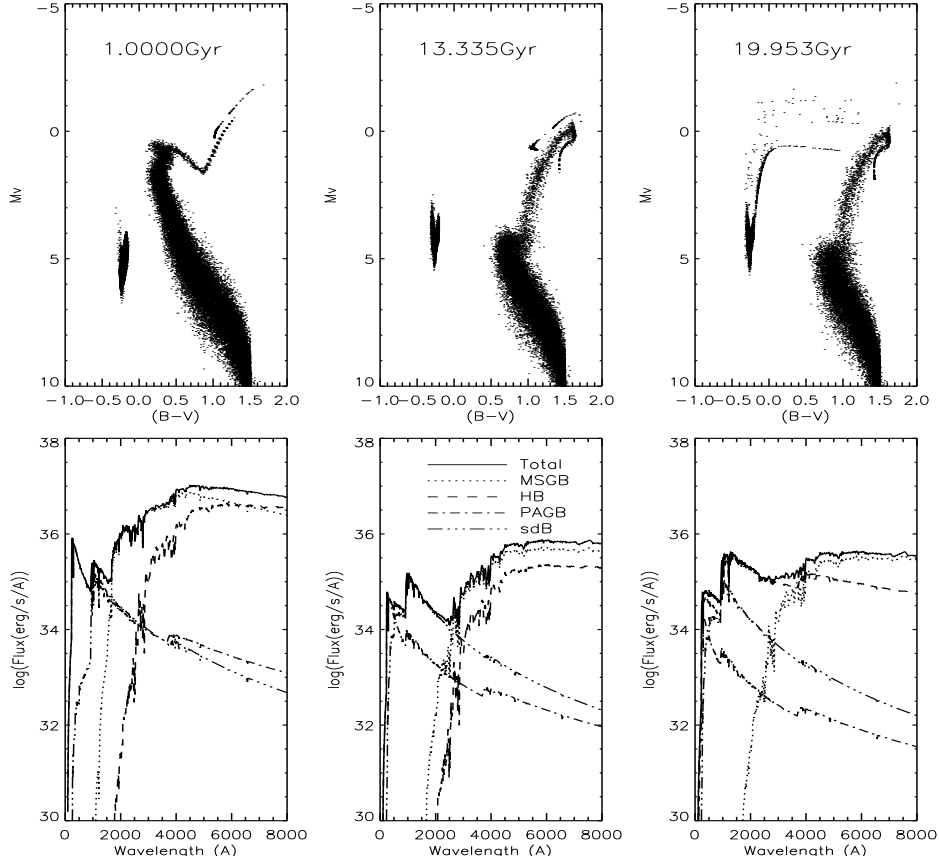 −5
0
5
10
Mv
1.0000Gyr
−1.0−0.5 0.0 0.5 1.0 1.5 2.0
(B−V)
−5
0
5
10
Mv
13.335Gyr
−1.0−0.5 0.0 0.5 1.0 1.5 2.0
(B−V)
−5
0
5
10
Mv
19.953Gyr
−1.0−0.5 0.0 0.5 1.0 1.5 2.0
(B−V)
38
36
34
32
30
log(Flux(erg/s/A))
0 2000 4000 6000 8000
Wavelength (A)
38
36
34
32
30
log(Flux(erg/s/A))
Total
MSGB
HB
PAGB
sdB
0 2000 4000 6000 8000
Wavelength (A)
38
36
34
32
30
log(Flux(erg/s/A))
0 2000 4000 6000 8000
Wavelength (A)